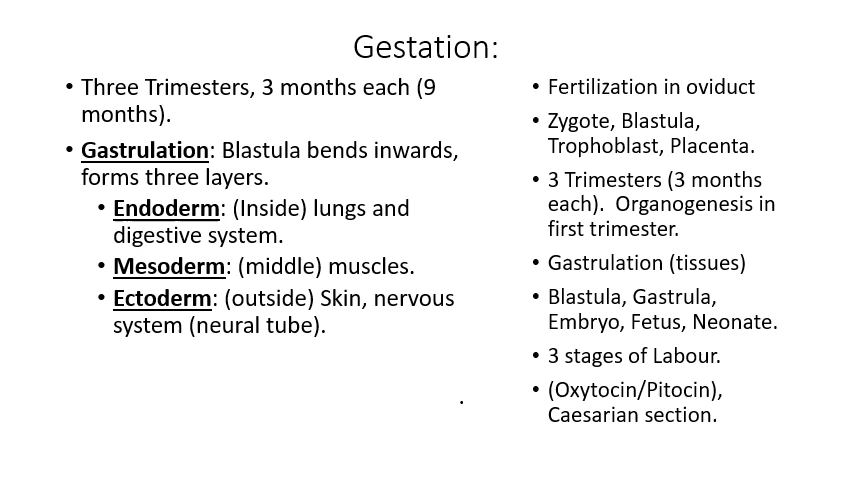 Gestation:
• Three Trimesters, 3 months each (9
months).
• Gastrulation: Blastula bends inwards,
forms three layers.
• Endoderm: (Inside) lungs and
digestive system.
• Mesoderm: (middle) muscles.
• Ectoderm: (outside) Skin, nervous
system (neural tube).
.
• Fertilization in oviduct
• Zygote, Blastula,
Trophoblast, Placenta.
• 3 Trimesters (3 months
each).  Organogenesis in
first trimester.
• Gastrulation (tissues)
• Blastula, Gastrula,
Embryo, Fetus, Neonate.
• 3 stages of Labour.
• (Oxytocin/Pitocin),
Caesarian section.